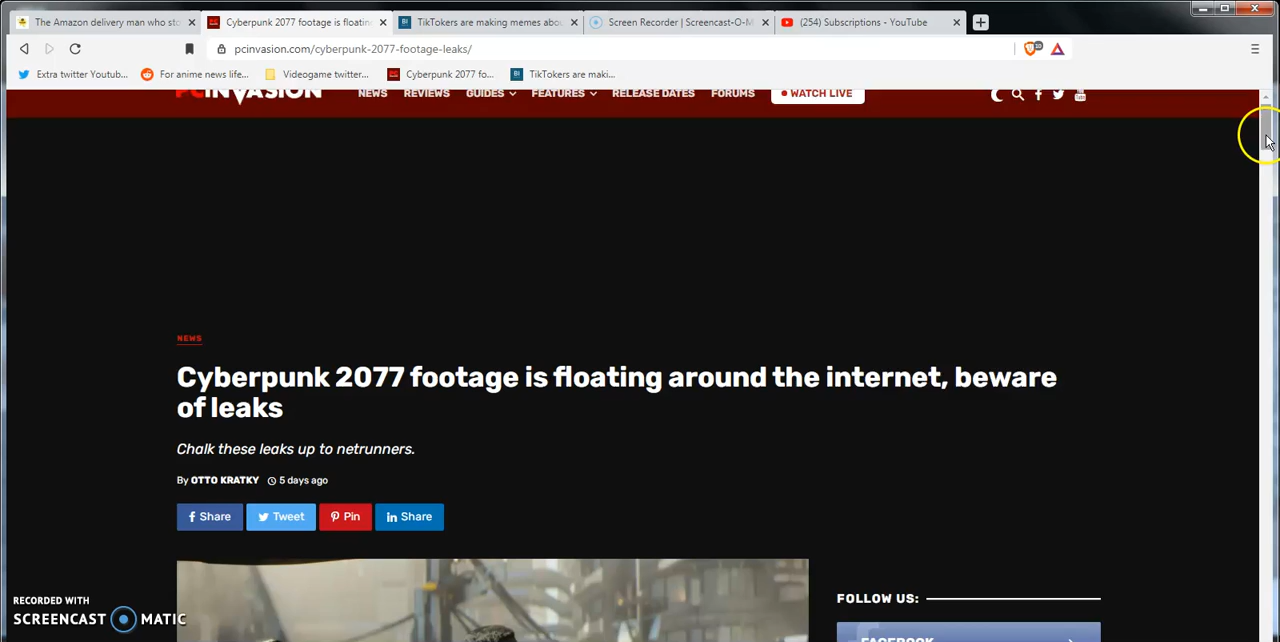 The Amazon delivery man who sto
Cyberpunk 2077 footage is floatin
TikTokers are making memes abou
Screen Recorder | Screencast-O-M
(254) Subscriptions - YouTube
pcinvasion.com/cyberpunk-2077-footage-leaks/
Extra twitter Youtub...
For anime news life...
Videogame twitter...
Cyberpunk 2077 fo...
TikTokers are maki...
PCINVASION
NEWS
REVIEWS
GUIDES
FEATURES
RELEASE DATES
FORUMS
WATCH LIVE
NEWS
Cyberpunk 2077 footage is floating around the internet, beware
of leaks
Chalk these leaks up to netrunners.
By OTTO KRATKY 5 days ago
Share
Tweet
Pin
Share
FOLLOW US:
FACEBOOK
RECORDED WITH
SCREENCAST MATIC